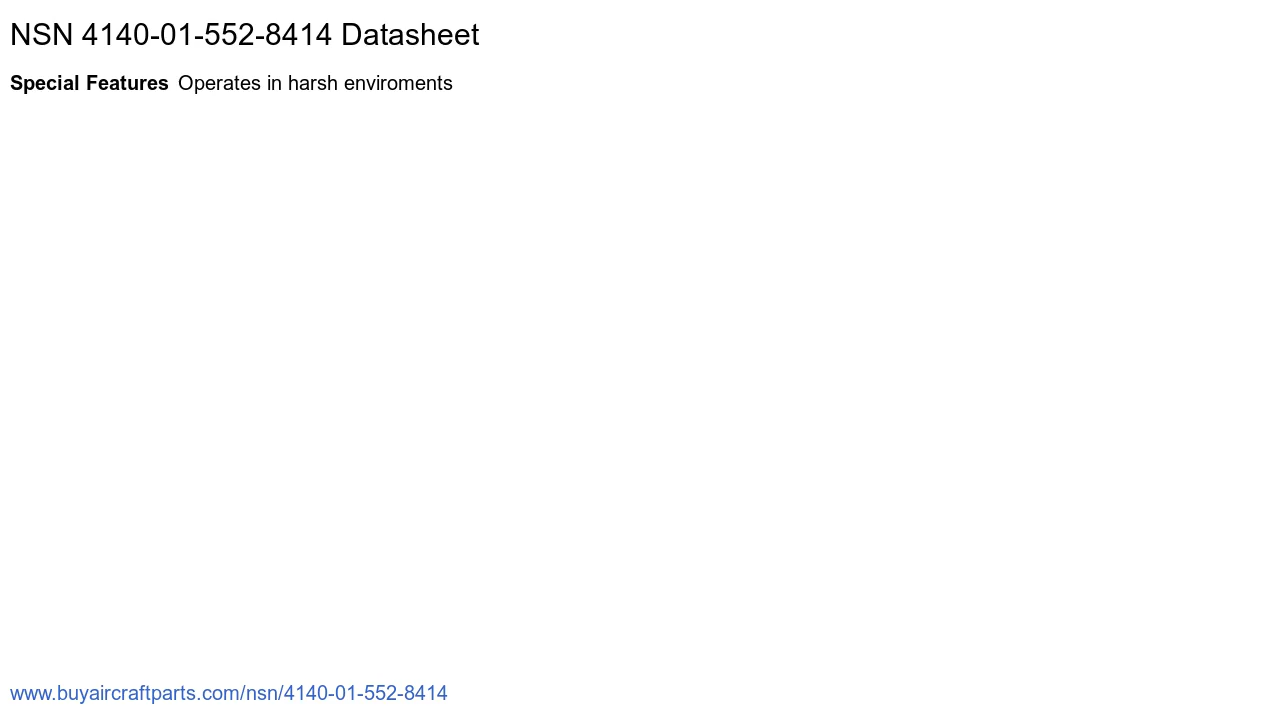 NSN 4140-01-552-8414 Datasheet
Special Features Operates in harsh enviroments
www.buyaircraftparts.com/nsn/4140-01-552-8414